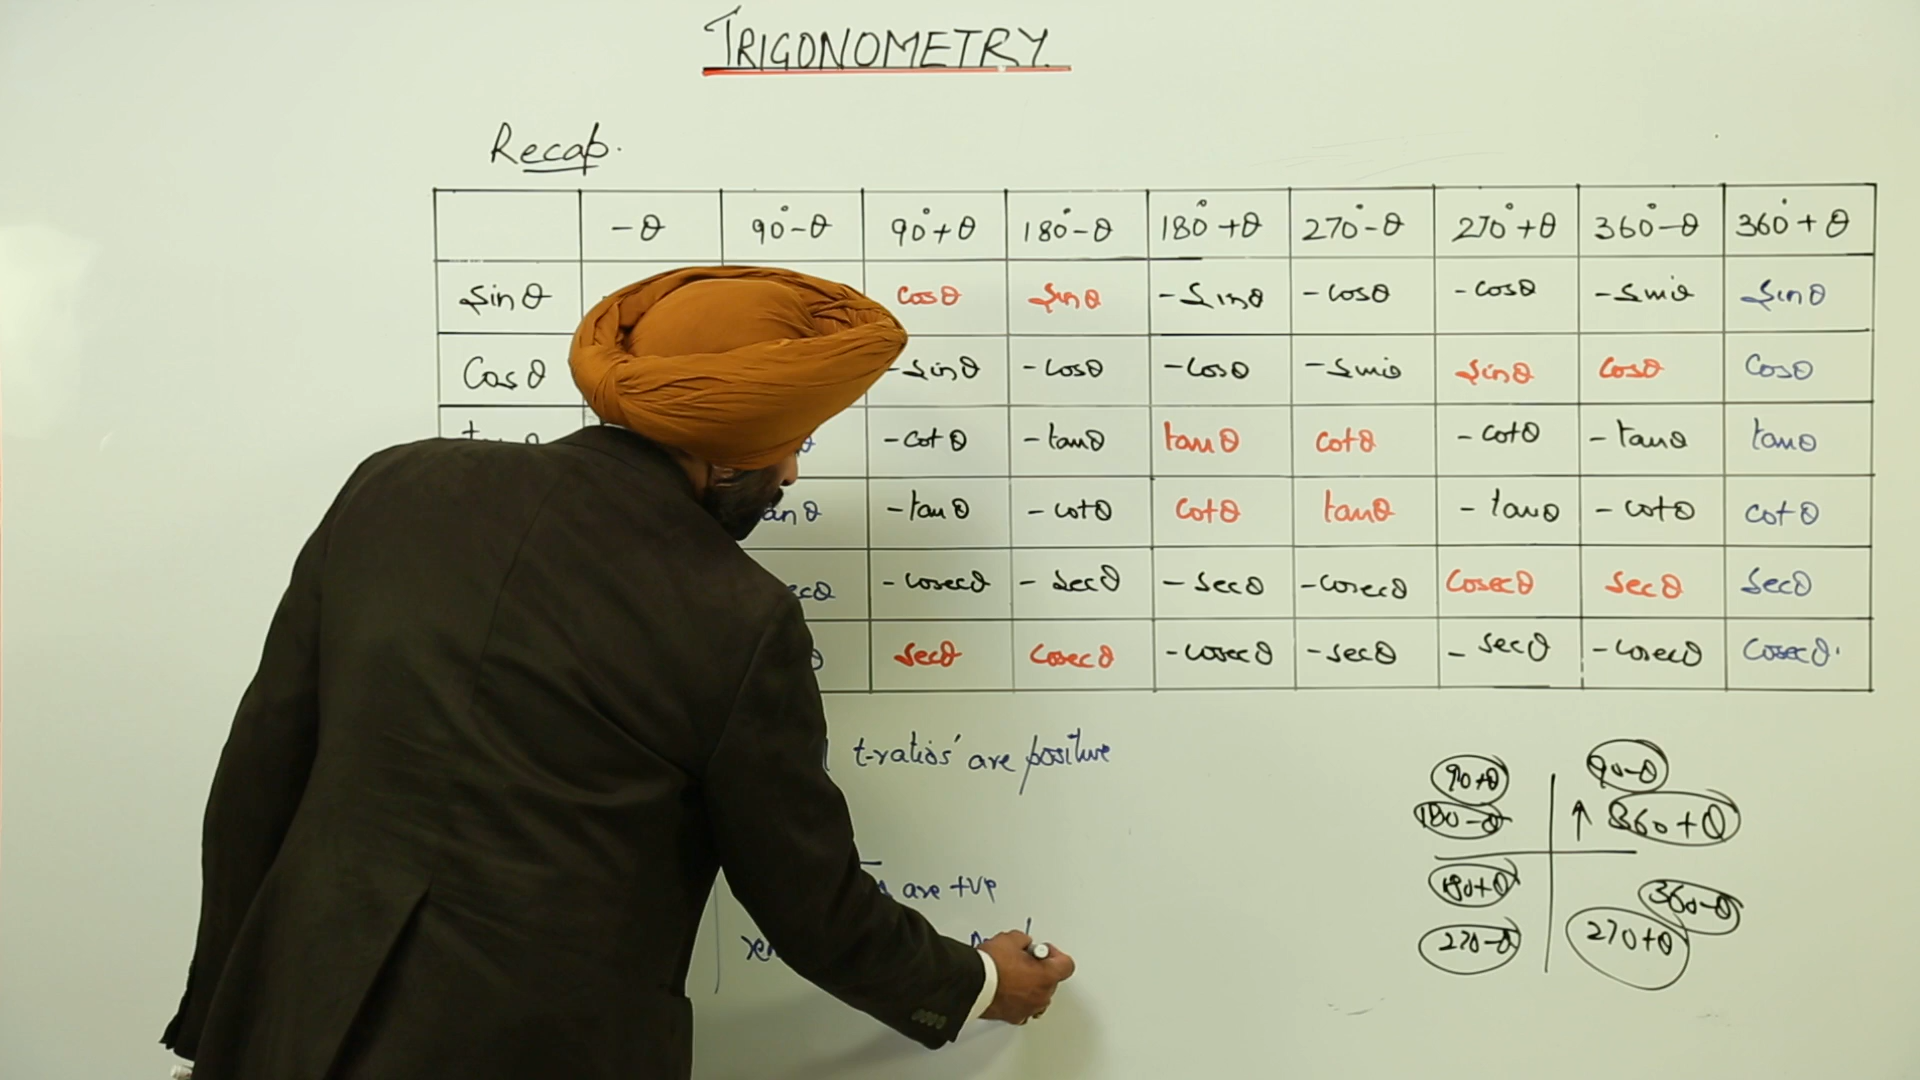 TRIGONOMETRY
Recap.
-θ 90°-θ 90°+θ 180°-θ 180°+θ 270°-θ 270°+θ 360°-θ 360°+θ
Sinθ cosθ Sinθ -Sinθ -cosθ -cosθ -Sinθ Sinθ
Cosθ -Sinθ -cosθ -cosθ -Sinθ Sinθ Cosθ Cosθ
-cotθ -tanθ tanθ cotθ -cotθ -tanθ tanθ
-tanθ -cotθ cotθ tanθ -tanθ -cotθ cotθ
-cosecθ -secθ -secθ -cosecθ Cosecθ Secθ Secθ
Secθ Cosecθ -cosecθ -secθ -secθ -cosecθ Cosecθ.
t-ratios' are positive
are +ve
90+θ 90-θ
180-θ ↑ 360+θ
180+θ 360-θ
270-θ 270+θ